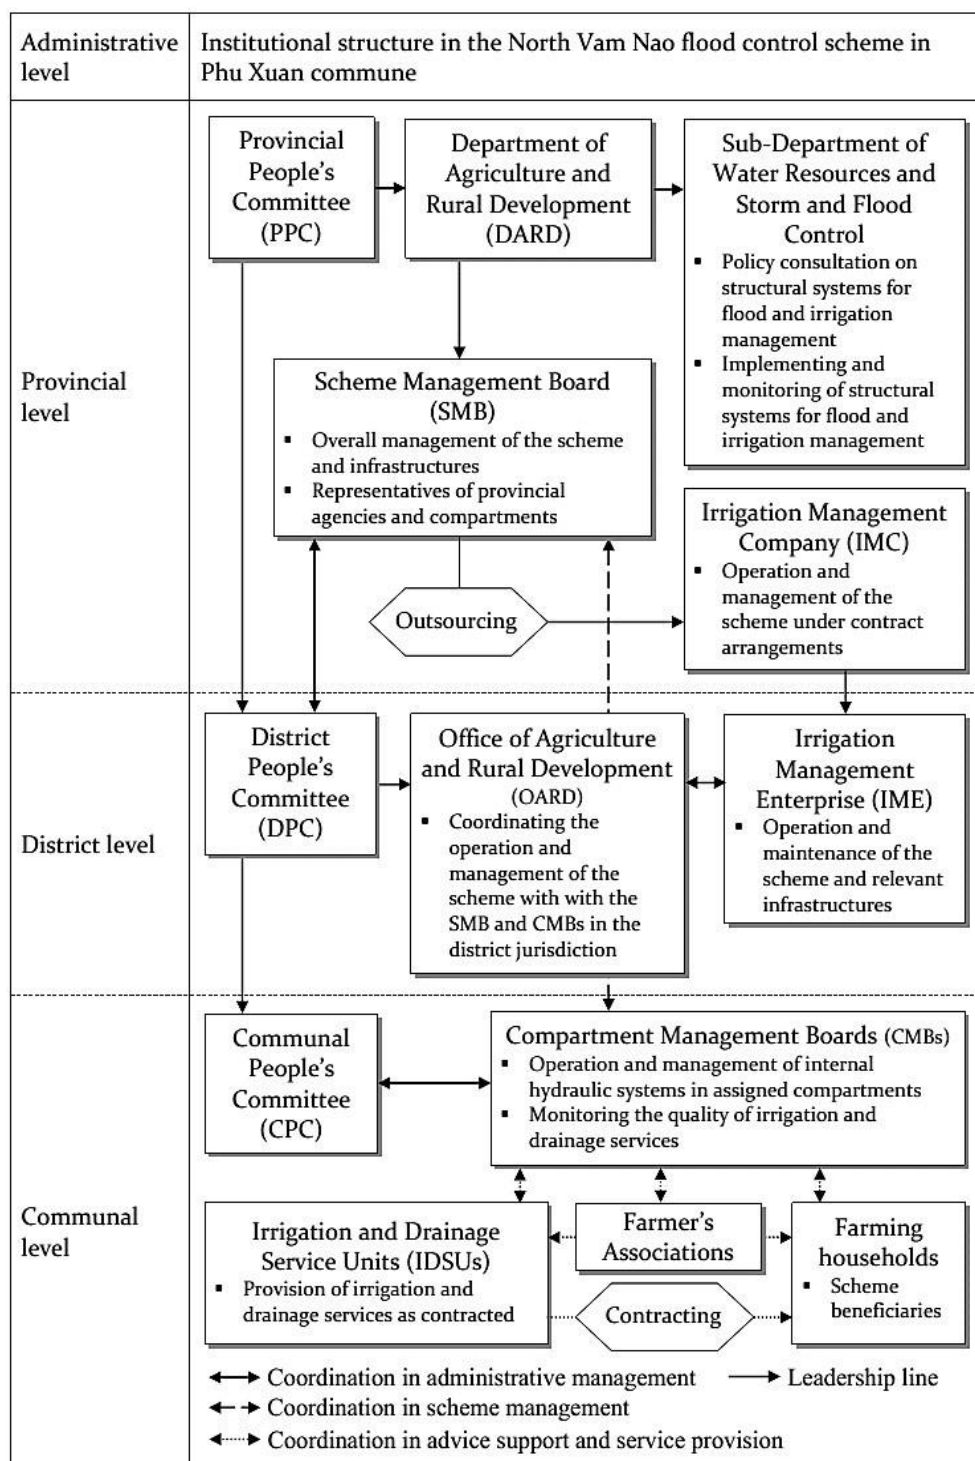 Administrative
level
Institutional structure in the North Vam Nao flood control scheme in
Phu Xuan commune
Provincial
level
Provincial
People's
Committee
(PPC)
Department of
Agriculture and
Rural Development
(DARD)
Sub-Department of
Water Resources and
Storm and Flood
Control
▪ Policy consultation on
structural systems for
flood and irrigation
management
▪ Implementing and
monitoring of structural
systems for flood and
irrigation management
Scheme Management Board
(SMB)
▪ Overall management of the scheme
and infrastructures
▪ Representatives of provincial
agencies and compartments
Irrigation Management
Company (IMC)
▪ Operation and
management of the
scheme under contract
arrangements
Outsourcing
District level
District
People's
Committee
(DPC)
Office of Agriculture
and Rural Development
(OARD)
▪ Coordinating the
operation and
management of the
scheme with with the
SMB and CMBs in the
district jurisdiction
Irrigation
Management
Enterprise (IME)
▪ Operation and
maintenance of the
scheme and relevant
infrastructures
Communal
level
Communal
People's
Committee
(CPC)
Compartment Management Boards (CMBs)
▪ Operation and management of internal
hydraulic systems in assigned compartments
▪ Monitoring the quality of irrigation and
drainage services
Irrigation and Drainage
Service Units (IDSUs)
▪ Provision of irrigation and
drainage services as contracted
Farmer's
Associations
Farming
households
▪ Scheme
beneficiaries
Contracting
Coordination in administrative management
Leadership line
Coordination in scheme management
Coordination in advice support and service provision